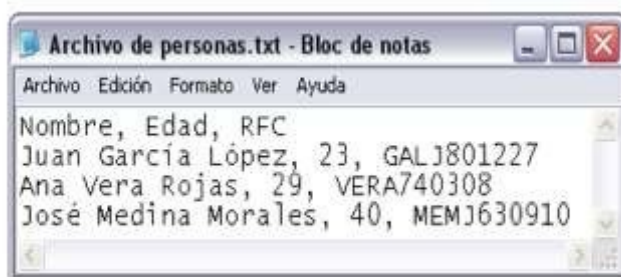 Archivo de personas.txt - Bloc de notas
Archivo Edición Formato Ver Ayuda
Nombre, Edad, RFC
Juan García López, 23, GALJ801227
Ana Vera Rojas, 29, VERA740308
José Medina Morales, 40, MEMJ630910